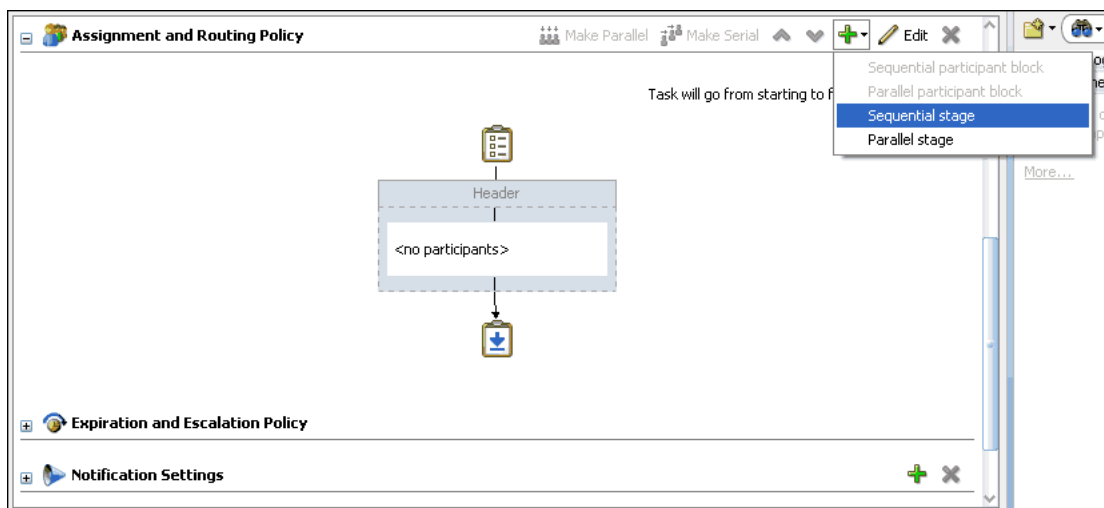 Assignment and Routing Policy Make Parallel Make Serial Edit
Sequential participant block
Parallel participant block
Sequential stage
Parallel stage
Task will go from starting to f
More...
Header
<no participants>
Expiration and Escalation Policy
Notification Settings